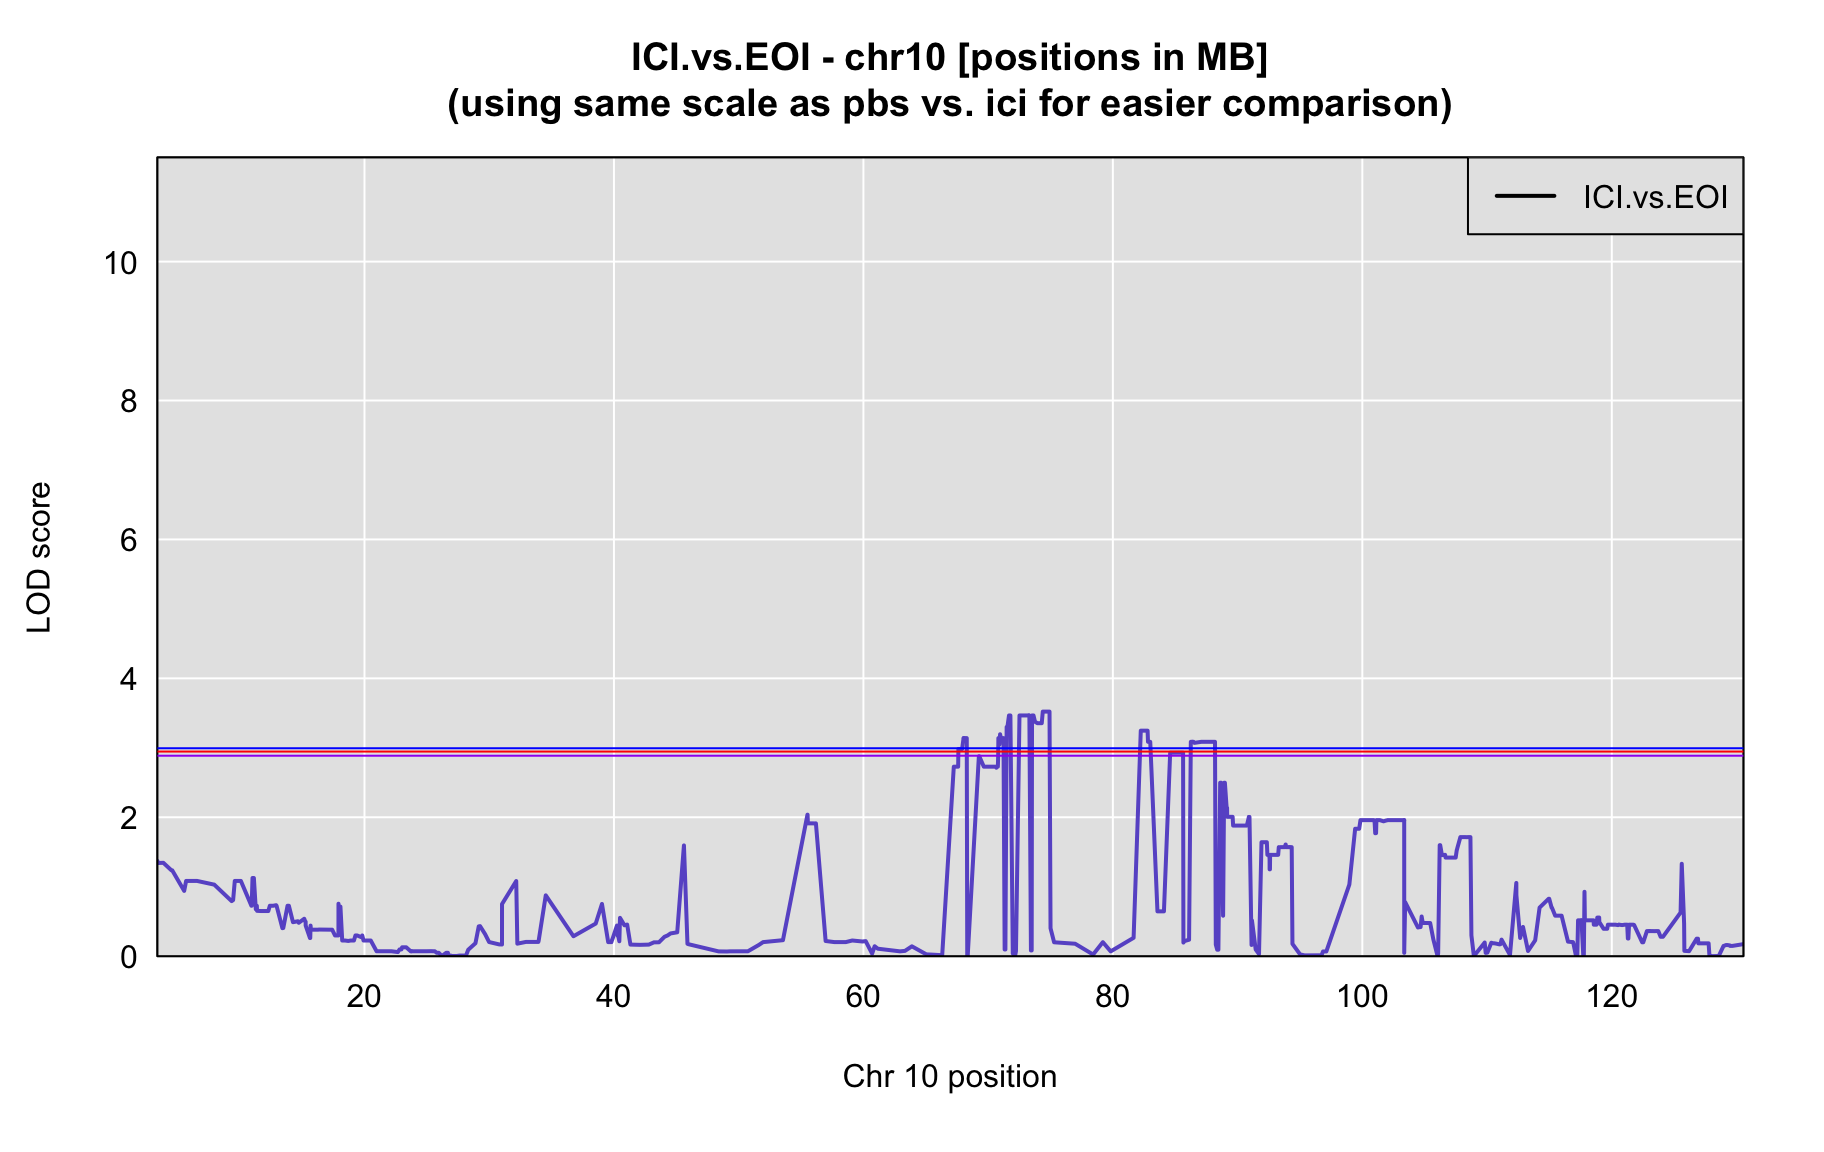 ICI.vs.EOI - chr10 [positions in MB]
(using same scale as pbs vs. ici for easier comparison)
ICI.vs.EOI
10
8
6
4
2
0
LOD score
20 40 60 80 100 120
Chr 10 position